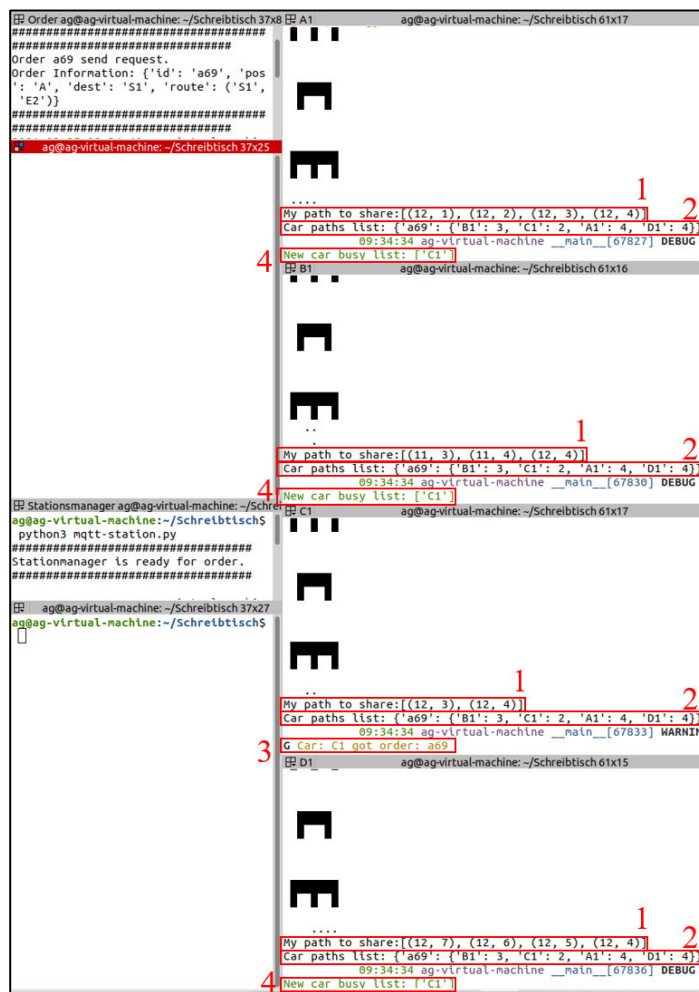 Order ag@ag-virtual-machine: ~/Schreibtisch 37x8
#####################################
################################
Order a69 send request.
Order Information: {'id': 'a69', 'pos
': 'A', 'dest': 'S1', 'route': ('S1',
'E2')}
#####################################
################################
ag@ag-virtual-machine: ~/Schreibtisch 37x25
Stationsmanager ag@ag-virtual-machine: ~/Schrei
ag@ag-virtual-machine:~/Schreibtisch$
python3 mqtt-station.py
###################################
Stationmanager is ready for order.
###################################
ag@ag-virtual-machine: ~/Schreibtisch 37x27
ag@ag-virtual-machine:~/Schreibtisch$
A1 ag@ag-virtual-machine: ~/Schreibtisch 61x17
....
1
My path to share:[(12, 1), (12, 2), (12, 3), (12, 4)]
2
Car paths list: {'a69': {'B1': 3, 'C1': 2, 'A1': 4, 'D1': 4}}
09:34:34 ag-virtual-machine __main__[67827] DEBUG
4
New car busy list: ['C1']
B1 ag@ag-virtual-machine: ~/Schreibtisch 61x16
..
.
1
My path to share:[(11, 3), (11, 4), (12, 4)]
2
Car paths list: {'a69': {'B1': 3, 'C1': 2, 'A1': 4, 'D1': 4}}
09:34:34 ag-virtual-machine __main__[67830] DEBUG
4
New car busy list: ['C1']
C1 ag@ag-virtual-machine: ~/Schreibtisch 61x17
..
1
My path to share:[(12, 3), (12, 4)]
2
Car paths list: {'a69': {'B1': 3, 'C1': 2, 'A1': 4, 'D1': 4}}
09:34:34 ag-virtual-machine __main__[67833] WARNIN
3
G Car: C1 got order: a69
D1 ag@ag-virtual-machine: ~/Schreibtisch 61x15
....
1
My path to share:[(12, 7), (12, 6), (12, 5), (12, 4)]
2
Car paths list: {'a69': {'B1': 3, 'C1': 2, 'A1': 4, 'D1': 4}}
09:34:34 ag-virtual-machine __main__[67836] DEBUG
4
New car busy list: ['C1']